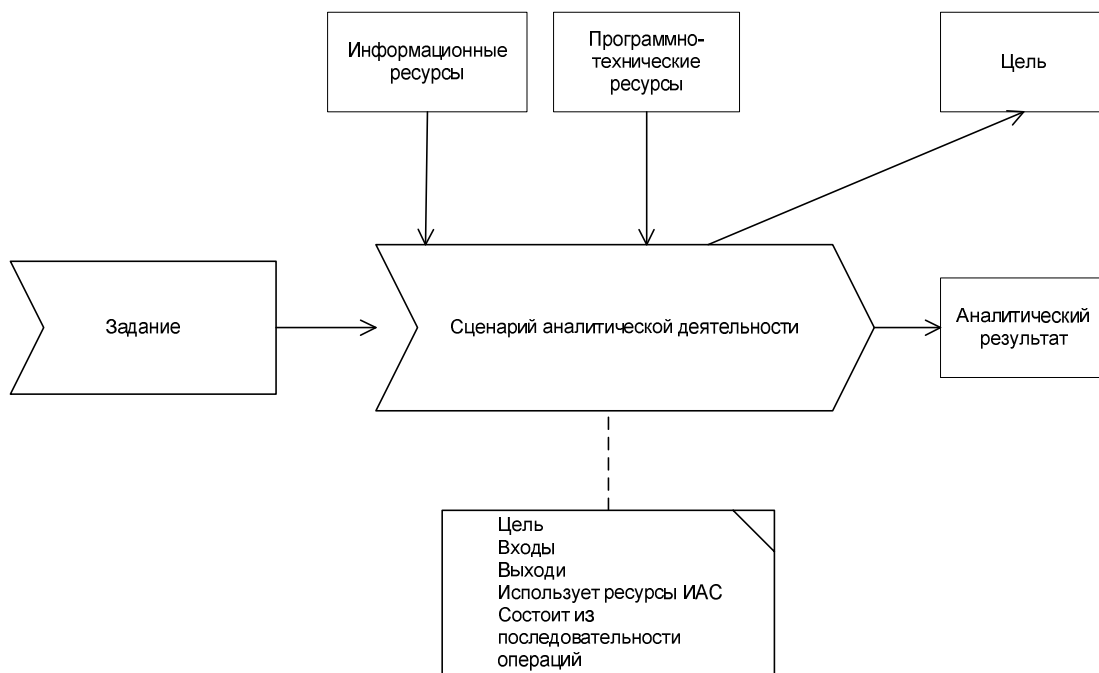 Информационные
ресурсы
Программно-
технические
ресурсы
Цель
Задание
Сценарий аналитической деятельности
Аналитический
результат
Цель
Входы
Выходи
Использует ресурсы ИАС
Состоит из
последовательности
операций